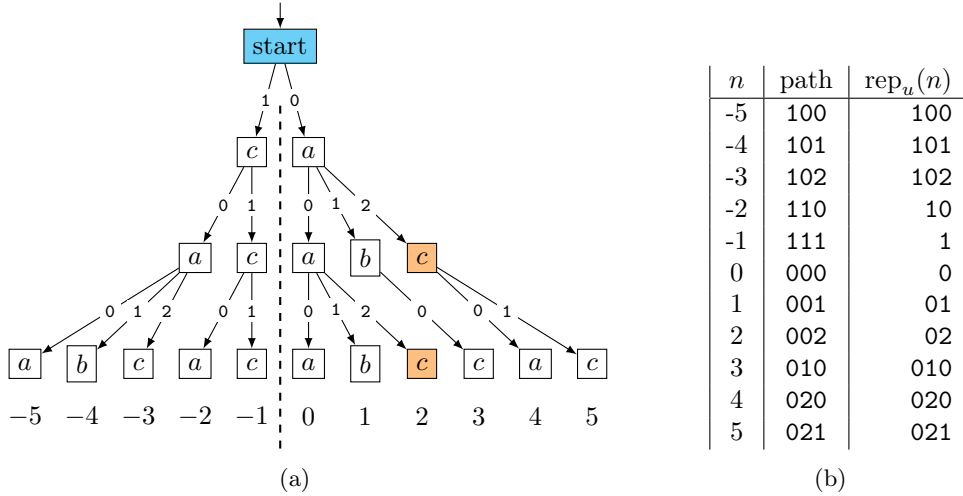 start
1 0
c a
0 1 0 1 2
a c a b c
0 1 2 0 1 0 1 2 0 0 1
a b c a c a b c c a c
−5 −4 −3 −2 −1 0 1 2 3 4 5
(a)
n path rep_u(n)
-5 100 100
-4 101 101
-3 102 102
-2 110 10
-1 111 1
0 000 0
1 001 01
2 002 02
3 010 010
4 020 020
5 021 021
(b)